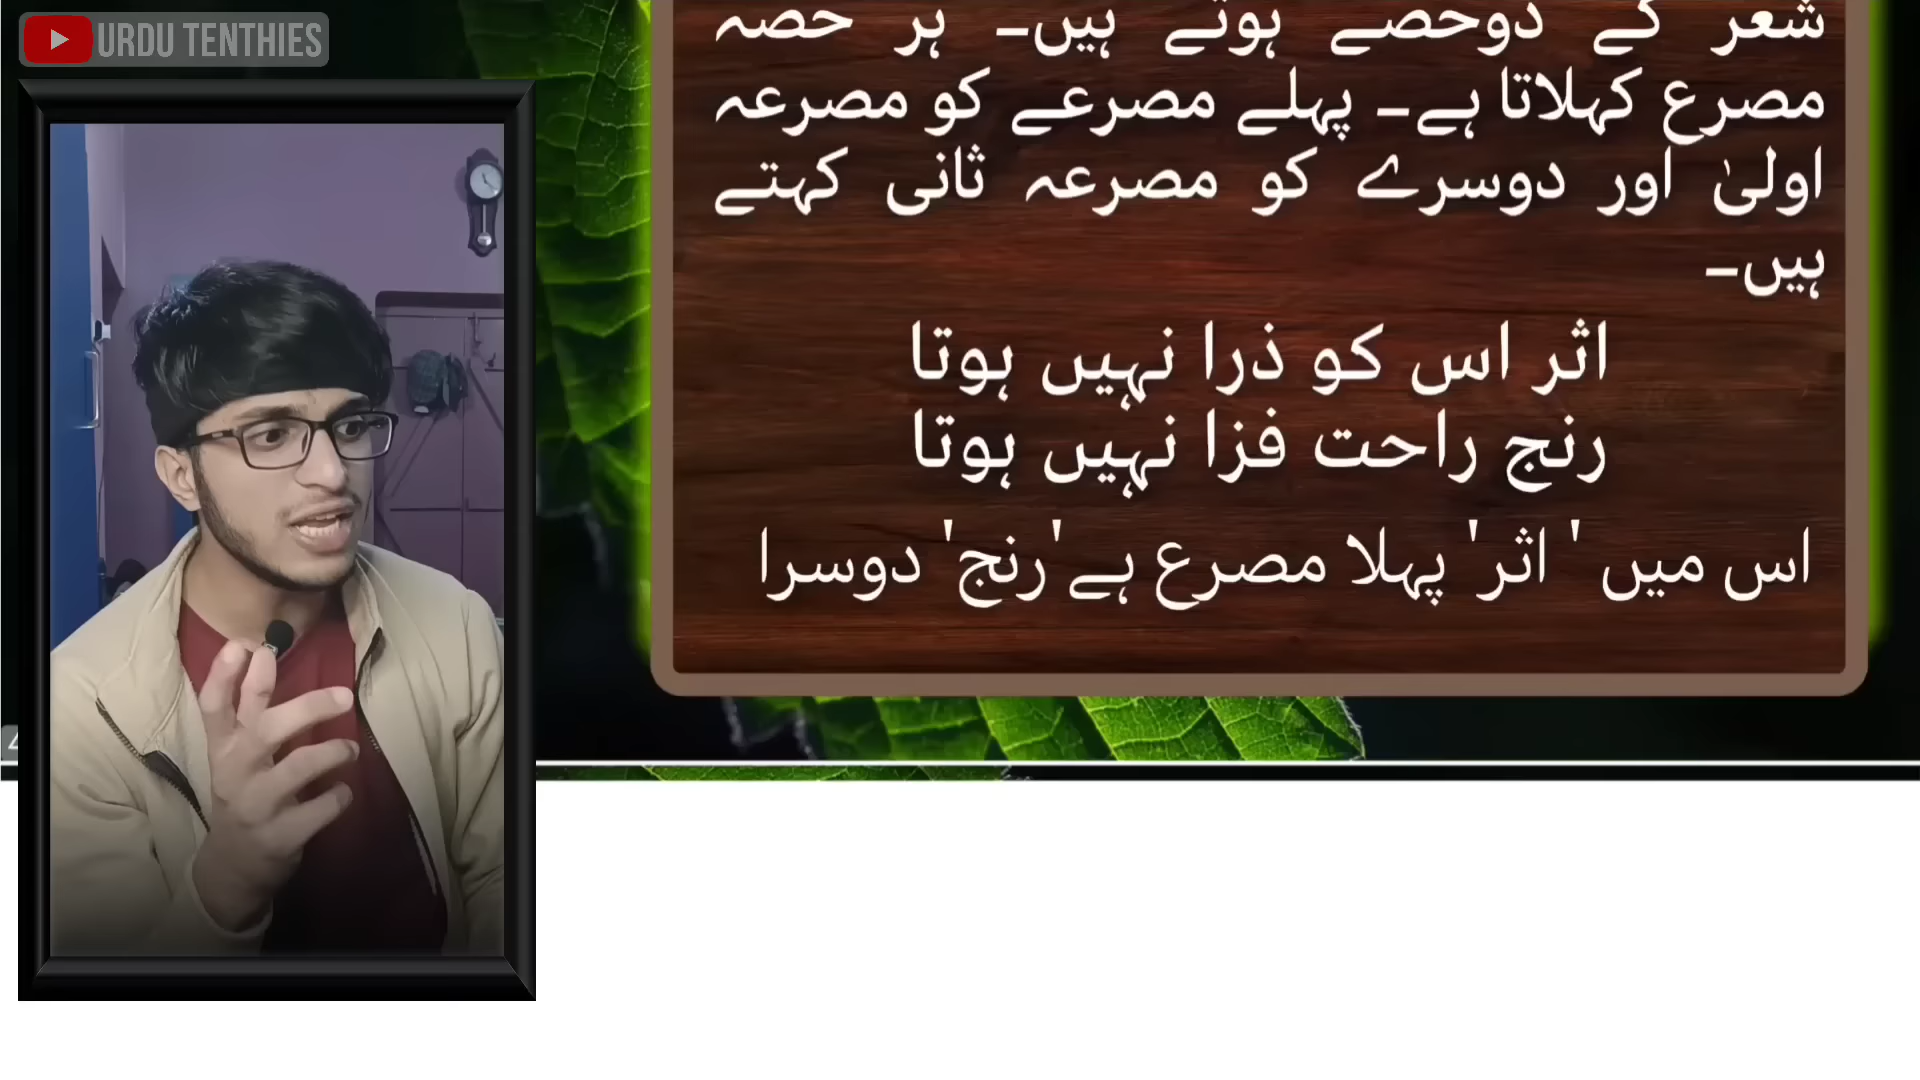 URDU TENTHIES
شعر کے دوحصے ہوتے ہیں۔ ہر حصہ
مصرع کہلاتا ہے۔ پہلے مصرعے کو مصرعہ
اولیٰ اور دوسرے کو مصرعہ ثانی کہتے
ہیں۔
اثر اس کو ذرا نہیں ہوتا
رنج راحت فزا نہیں ہوتا
اس میں ' اثر' پہلا مصرع ہے 'رنج' دوسرا